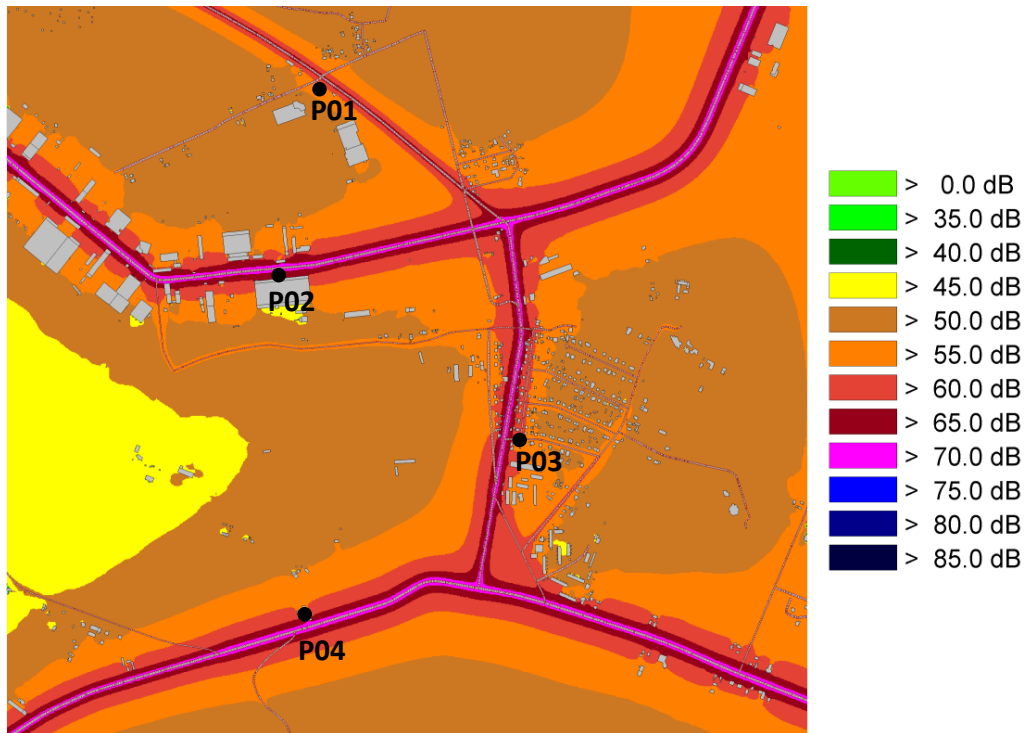 P01
P02
P03
P04
> 0.0 dB
> 35.0 dB
> 40.0 dB
> 45.0 dB
> 50.0 dB
> 55.0 dB
> 60.0 dB
> 65.0 dB
> 70.0 dB
> 75.0 dB
> 80.0 dB
> 85.0 dB